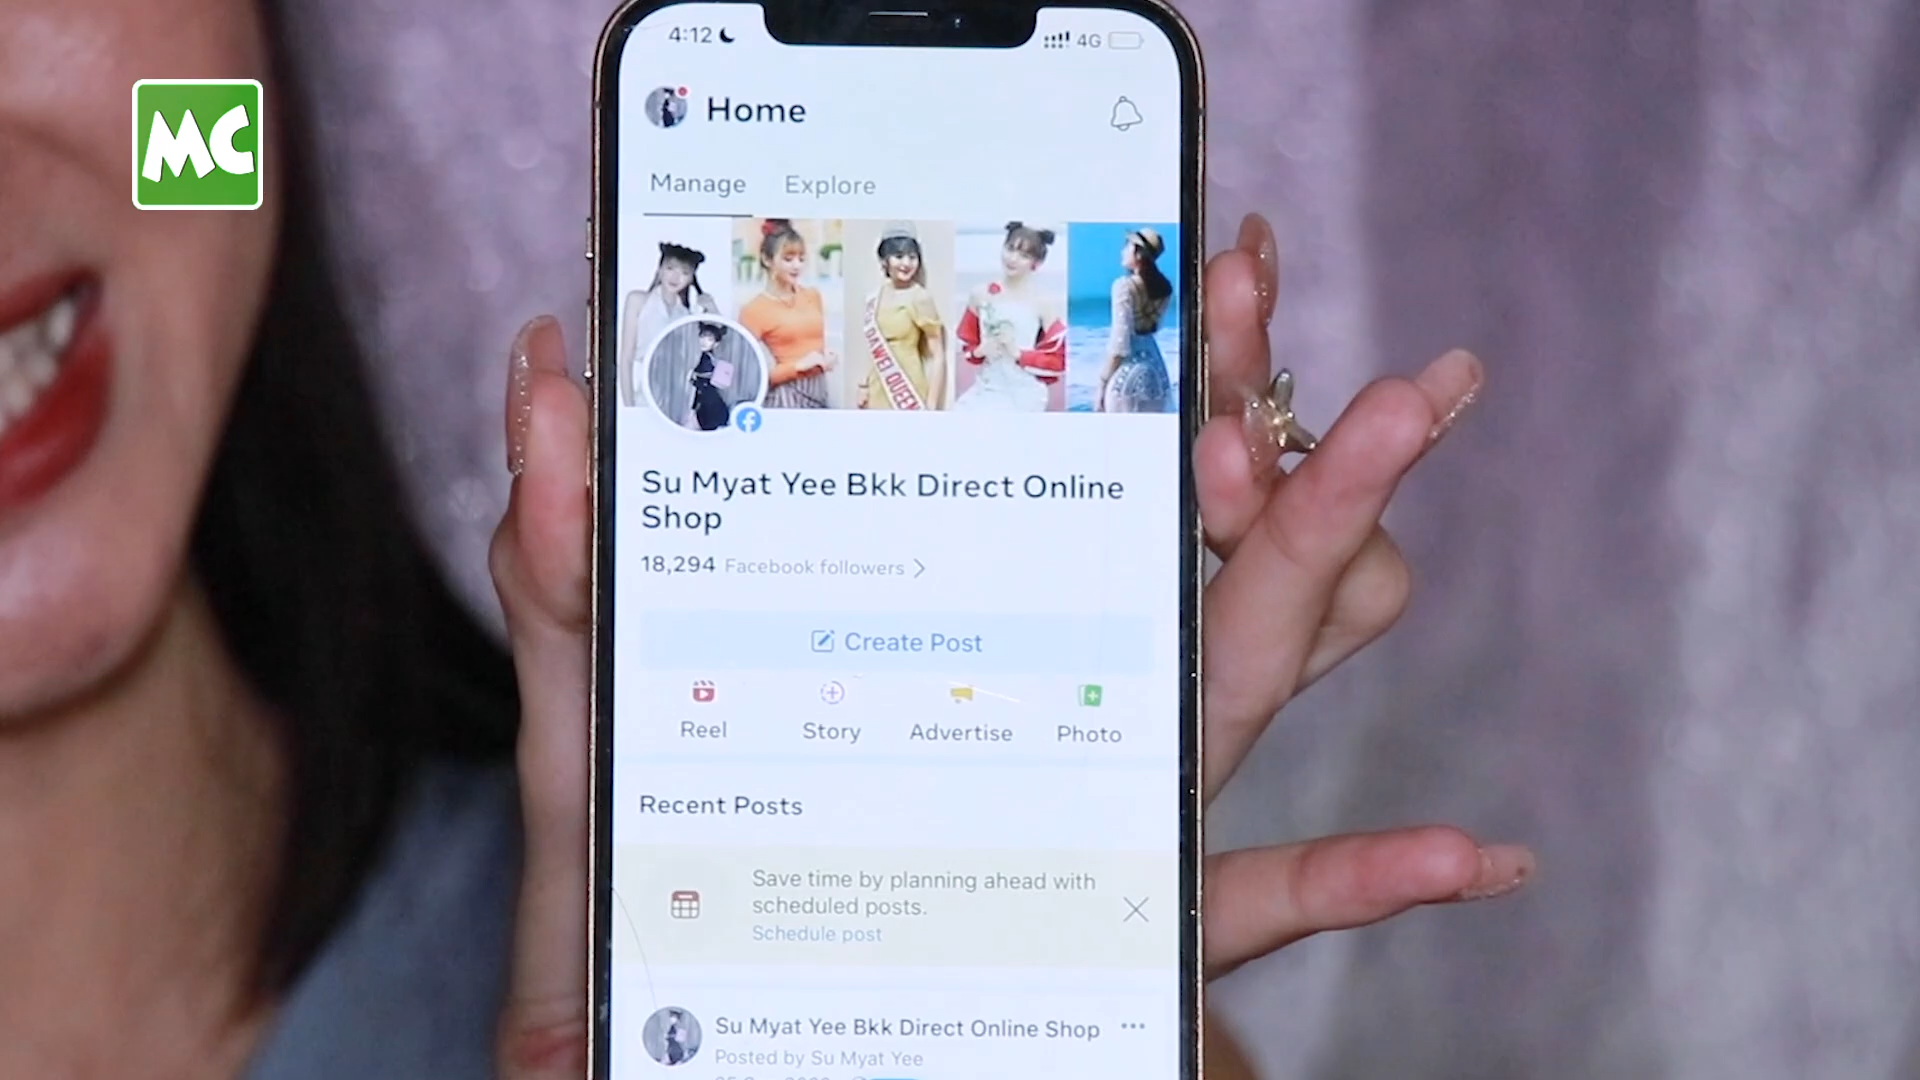 4:12
4G
MC
Home
Manage Explore
DAWEI QUEEN
Su Myat Yee Bkk Direct Online
Shop
18,294 Facebook followers
Create Post
Reel Story Advertise Photo
Recent Posts
Save time by planning ahead with
scheduled posts.
Schedule post
Su Myat Yee Bkk Direct Online Shop
Posted by Su Myat Yee